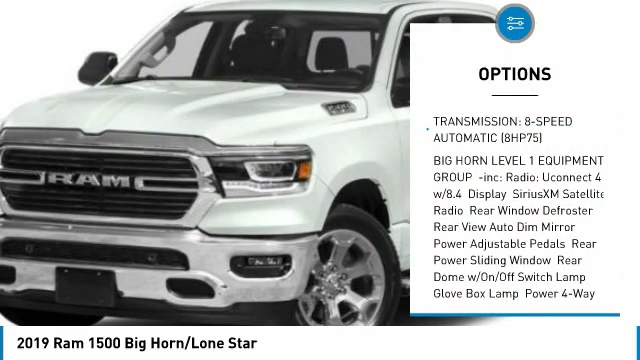 OPTIONS
TRANSMISSION: 8-SPEED
AUTOMATIC (8HP75)
BIG HORN LEVEL 1 EQUIPMENT
GROUP -inc: Radio: Uconnect 4
w/8.4 Display SiriusXM Satellite
Radio Rear Window Defroster
Rear View Auto Dim Mirror
Power Adjustable Pedals Rear
Power Sliding Window Rear
Dome w/On/Off Switch Lamp
Glove Box Lamp Power 4-Way
RAM
2019 Ram 1500 Big Horn/Lone Star